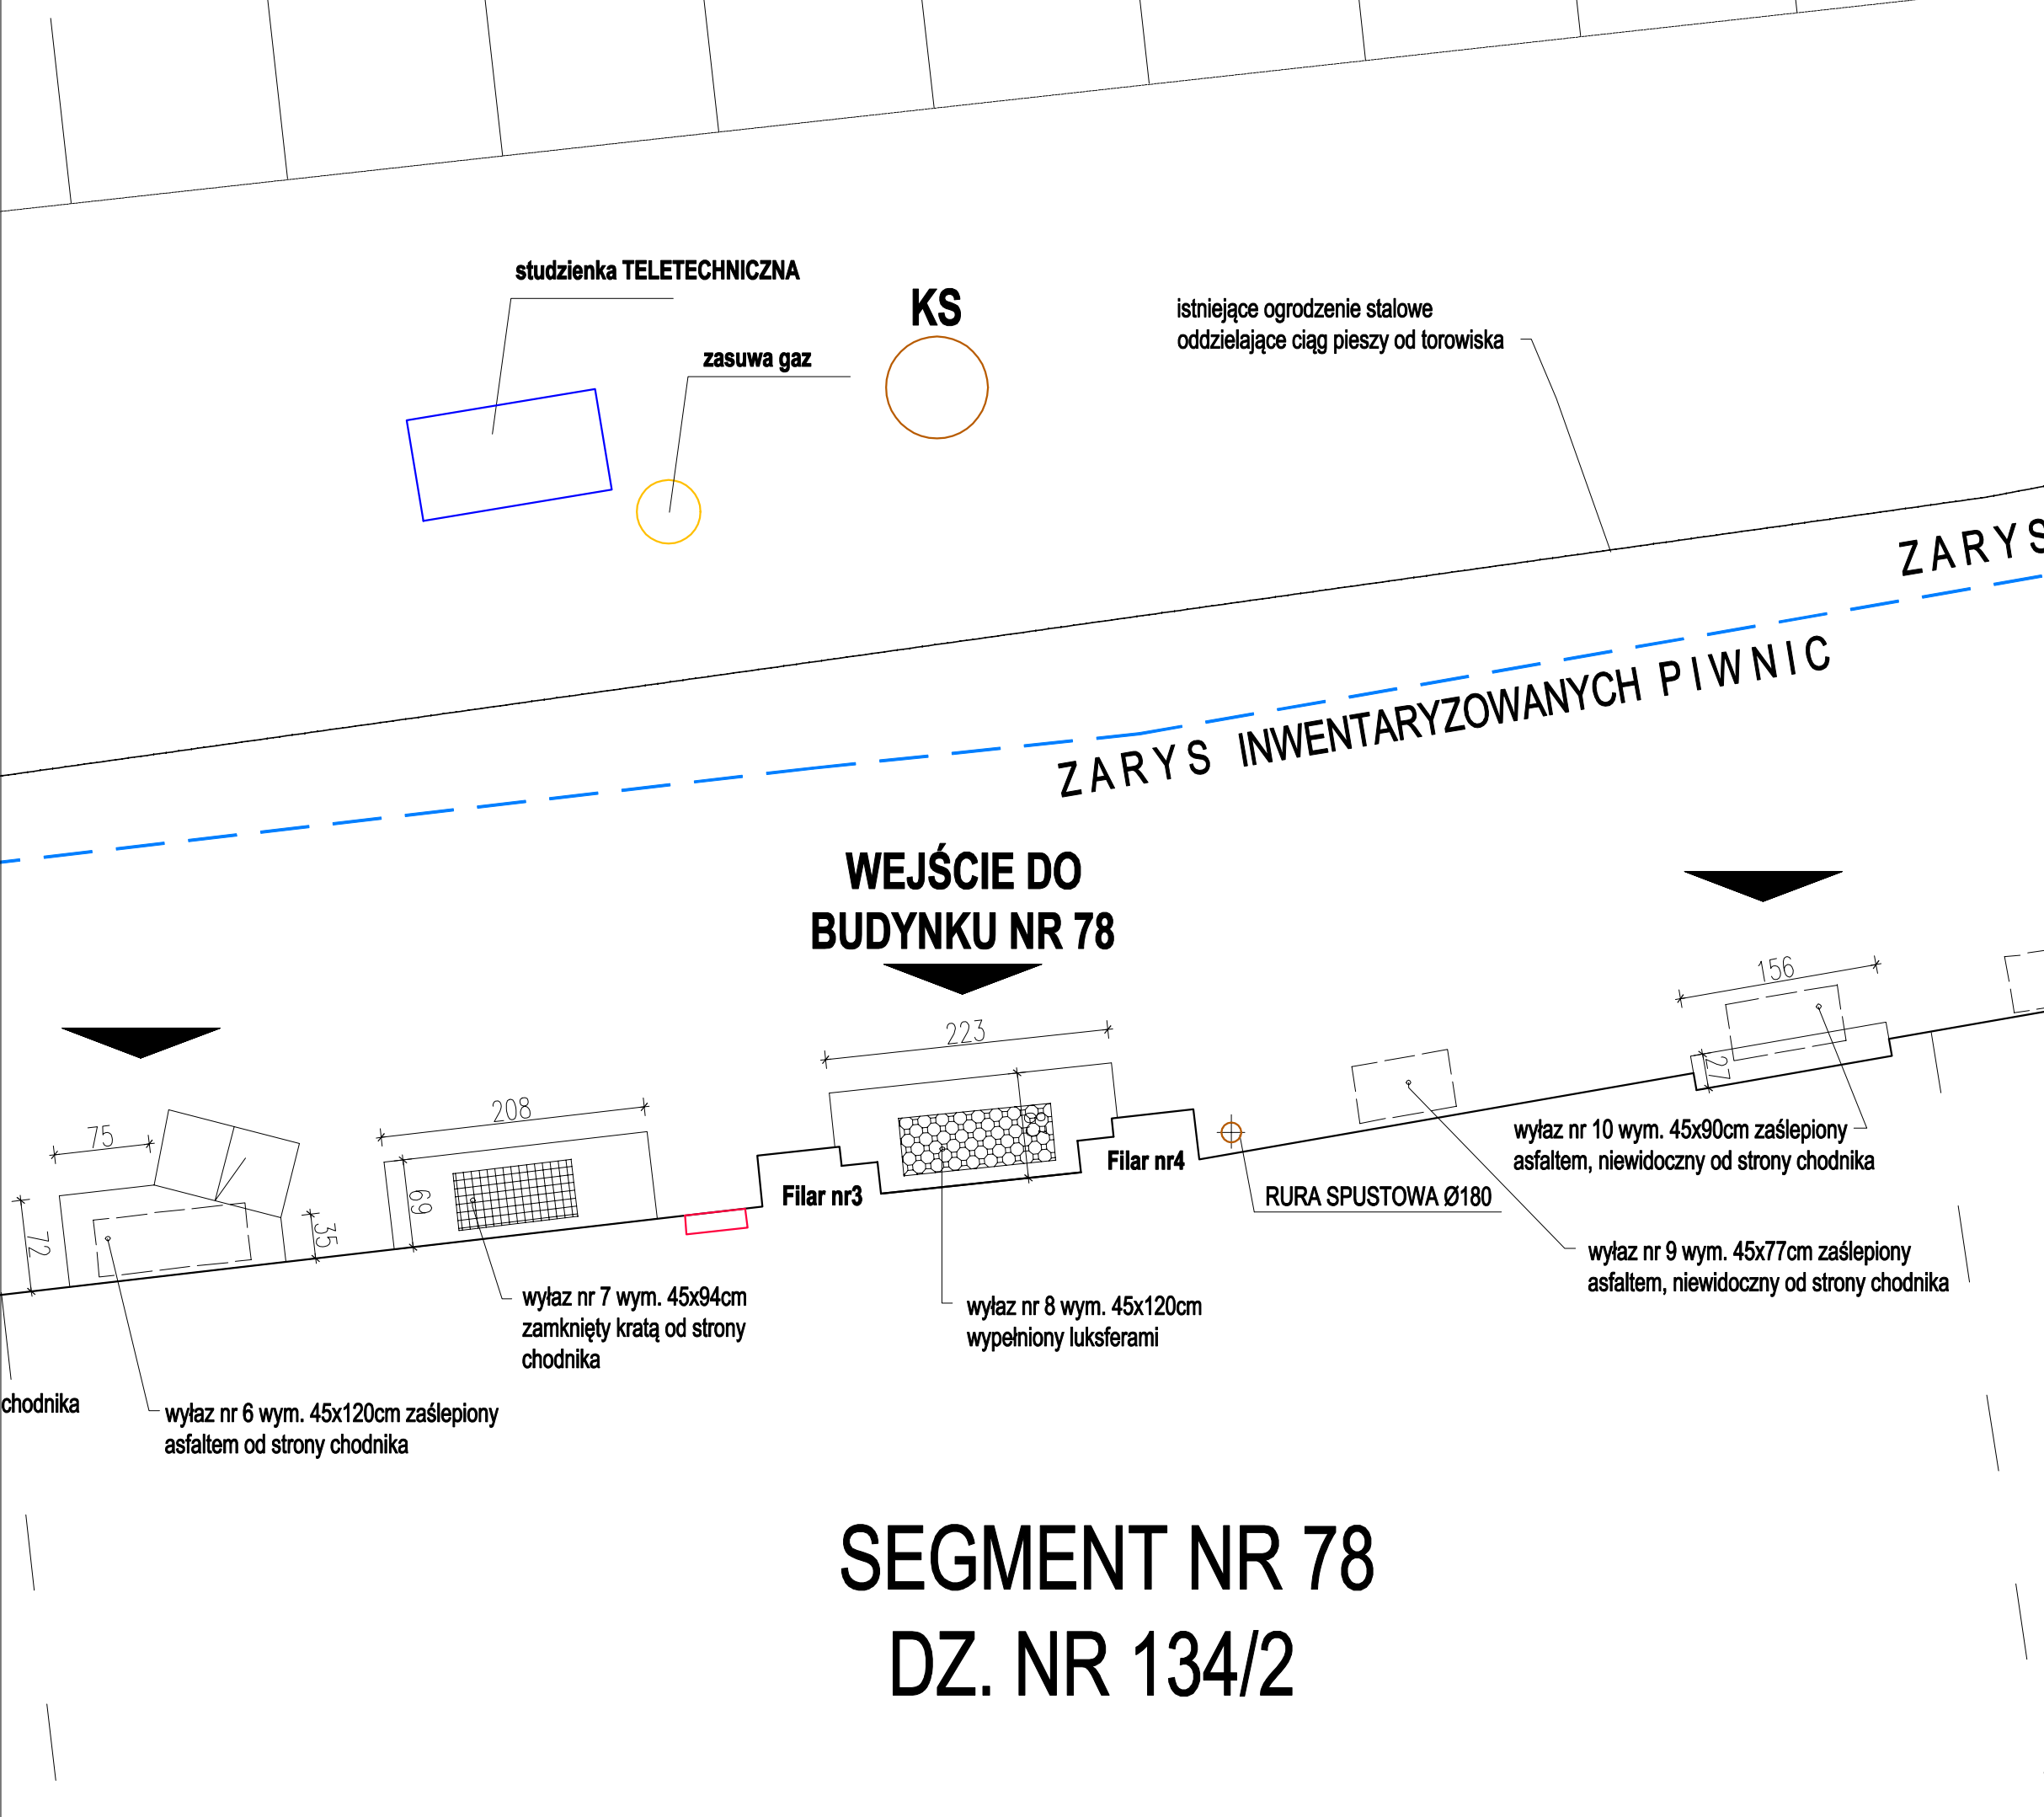 studzienka TELETECHNICZNA
KS
istniejące ogrodzenie stalowe
oddzielające ciąg pieszy od torowiska
zasuwa gaz
ZARYS
ZARYS INWENTARYZOWANYCH PIWNIC
WEJŚCIE DO
BUDYNKU NR 78
156
223
27
208
75
69
72
35
Filar nr3
Filar nr4
RURA SPUSTOWA Ø180
wyłaz nr 10 wym. 45x90cm zaślepiony
asfaltem, niewidoczny od strony chodnika
wyłaz nr 9 wym. 45x77cm zaślepiony
asfaltem, niewidoczny od strony chodnika
wyłaz nr 7 wym. 45x94cm
zamknięty kratą od strony
chodnika
wyłaz nr 8 wym. 45x120cm
wypełniony luksferami
chodnika
wyłaz nr 6 wym. 45x120cm zaślepiony
asfaltem od strony chodnika
SEGMENT NR 78
DZ. NR 134/2